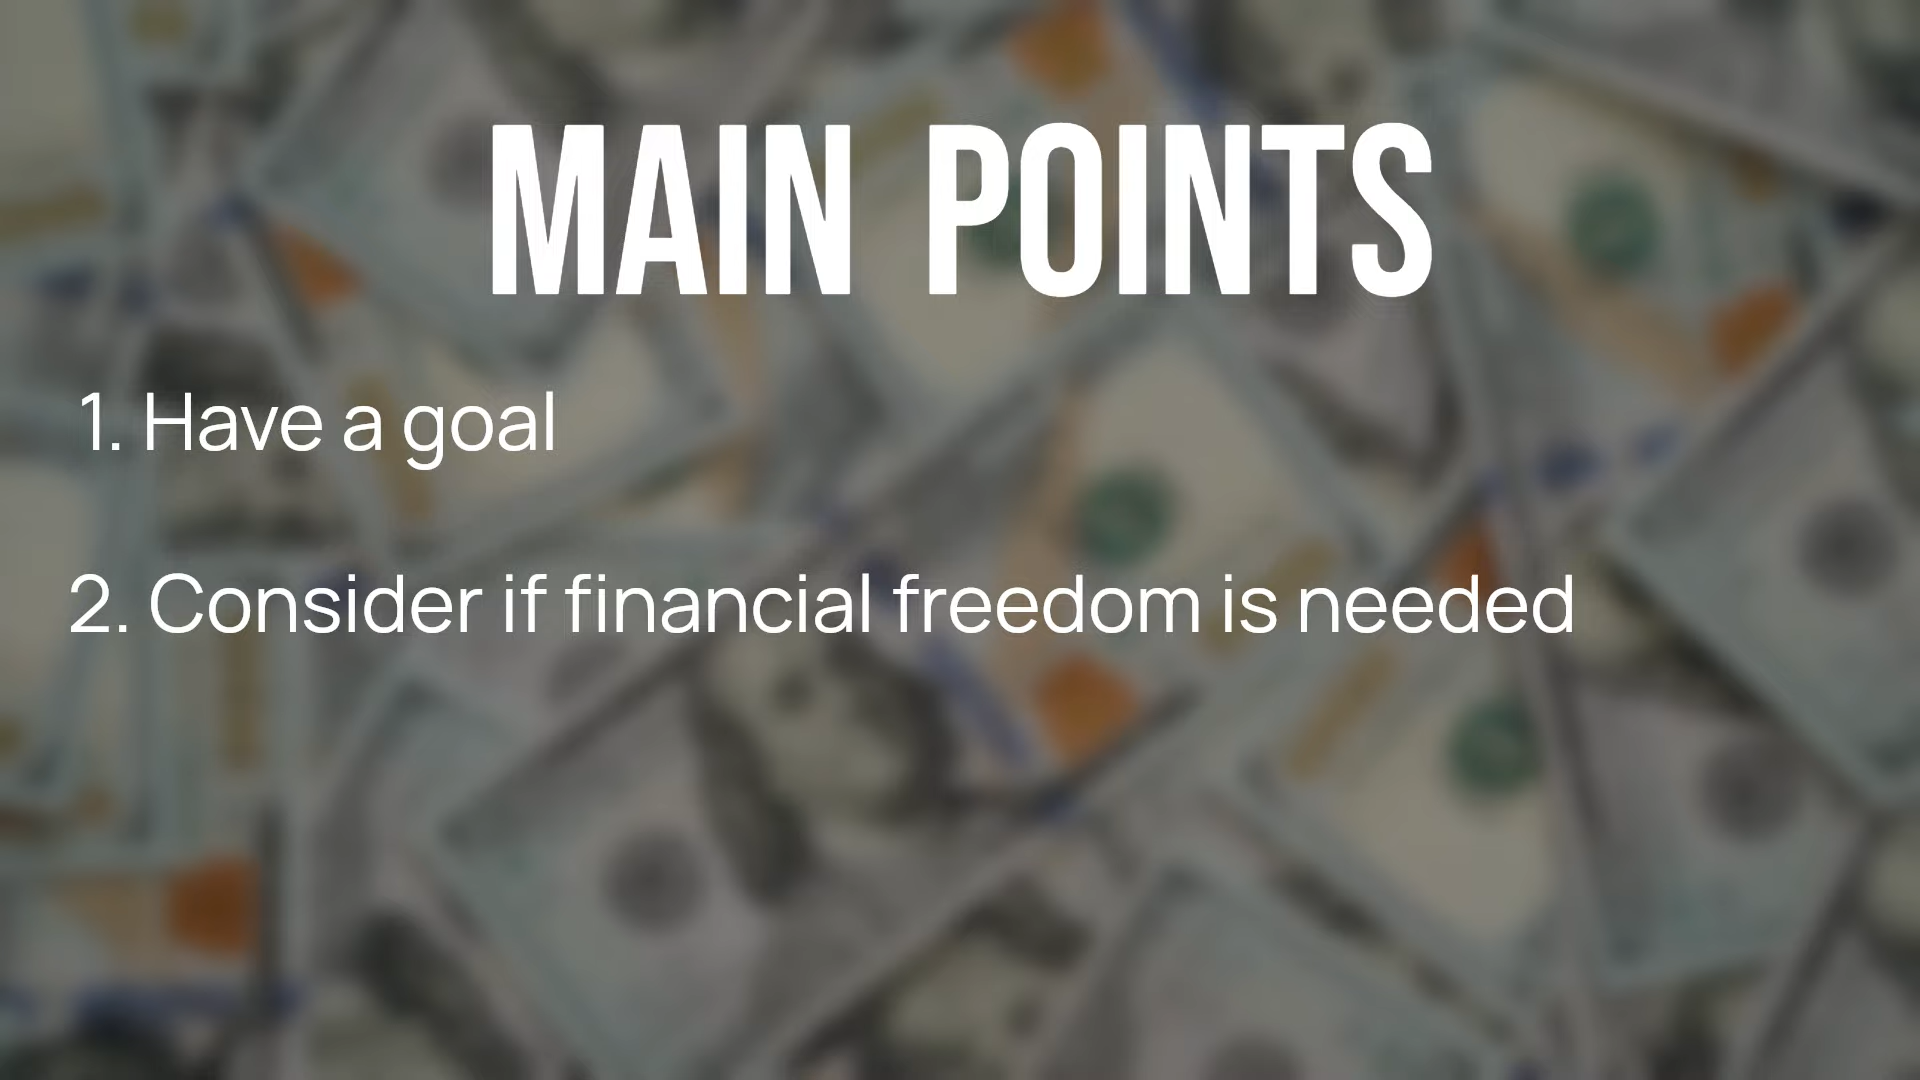 MAIN POINTS
1. Have a goal
2. Consider if financial freedom is needed